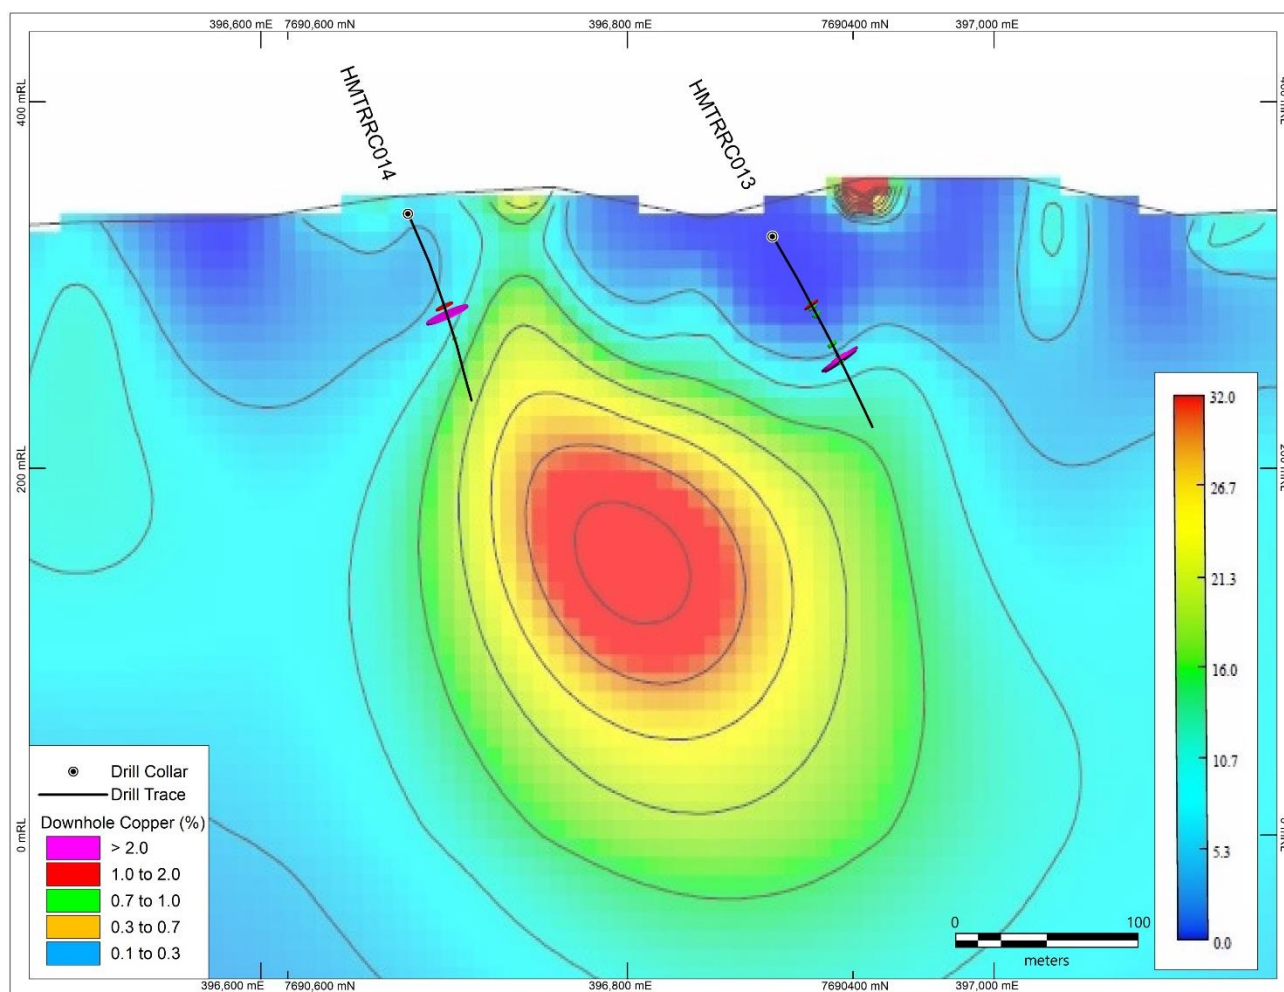 396,600 mE 7690,600 mN 396,800 mE 7690400 mN 397,000 mE
400 mRL
HMTRRC014
HMTRRC013
200 mRL
0 mRL
32.0
26.7
21.3
16.0
10.7
5.3
0.0
Drill Collar
Drill Trace
Downhole Copper (%)
> 2.0
1.0 to 2.0
0.7 to 1.0
0.3 to 0.7
0.1 to 0.3
0 100
meters
396,600 mE 7690,600 mN 396,800 mE 7690400 mN 397,000 mE